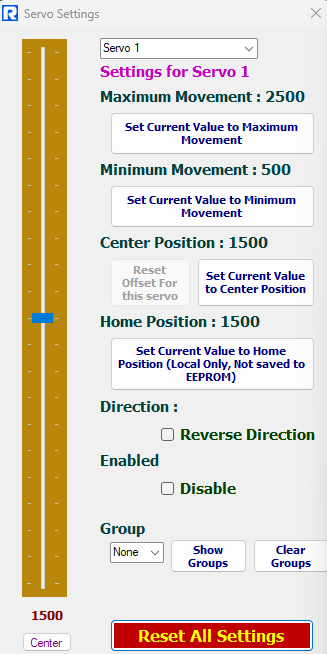 Servo Settings
Servo 1
Settings for Servo 1
Maximum Movement : 2500
Set Current Value to Maximum
Movement
Minimum Movement : 500
Set Current Value to Minimum
Movement
Center Position : 1500
Reset
Offset For
this servo
Set Current Value
to Center Position
Home Position : 1500
Set Current Value to Home
Position (Local Only, Not saved to
EEPROM)
Direction :
Reverse Direction
Enabled
Disable
Group
None
Show
Groups
Clear
Groups
1500
Center
Reset All Settings